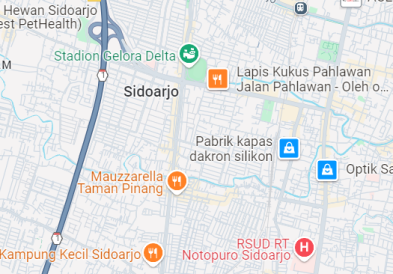 Hewan Sidoarjo
est PetHealth)
Stadion Gelora Delta
M
Lapis Kukus Pahlawan
Jalan Pahlawan - Oleh o...
Sidoarjo
Pabrik kapas
dakron silikon
Optik Sa
Mauzzarella
Taman Pinang
RSUD RT.
Notopuro Sidoarjo
H
Kampung Kecil Sidoarjo